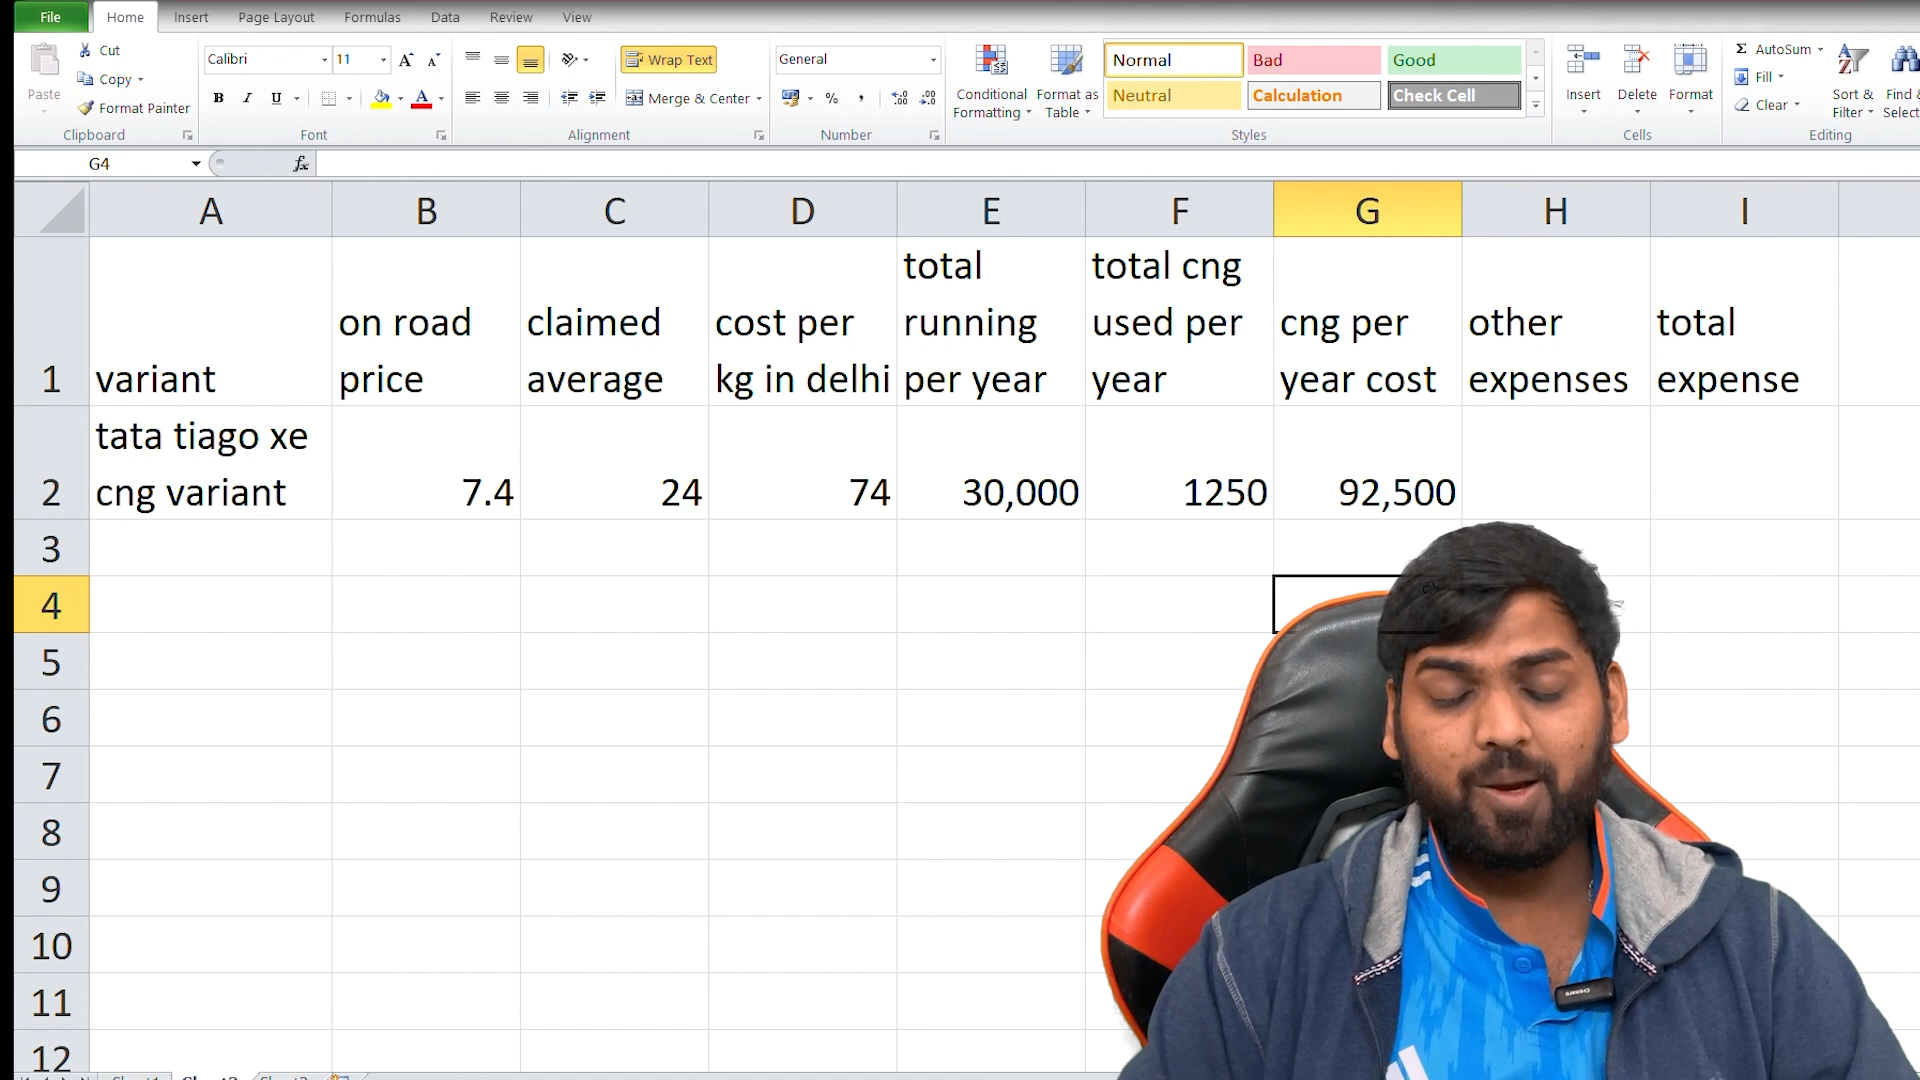 File Home Insert Page Layout Formulas Data Review View
Paste Cut
Copy
Format Painter
Calibri 11
B I U A
Wrap Text
Merge & Center
General
% ,
Conditional Formatting
Format as Table
Normal Bad Good
Neutral Calculation Check Cell
Insert Delete Format
Σ AutoSum
Fill
Clear
Sort & Filter
Find &
Select
Clipboard Font Alignment Number Styles Cells Editing
G4 fx
A B C D E F G H I
1 variant on road price claimed average cost per kg in delhi total running per year total cng used per year cng per year cost other expenses total expense
2 tata tiago xe cng variant 7.4 24 74 30,000 1250 92,500
3
4
5
6
7
8
9
10
11
12